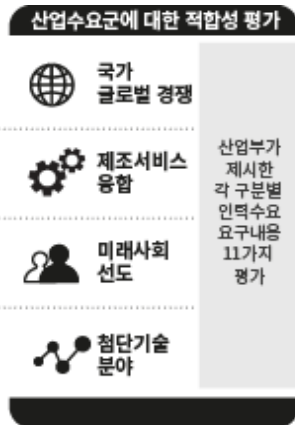 산업수요군에 대한 적합성 평가
국가
글로벌 경쟁
제조서비스
융합
미래사회
선도
첨단기술
분야
산업부가
제시한
각 구분별
인력수요
요구내용
11가지
평가